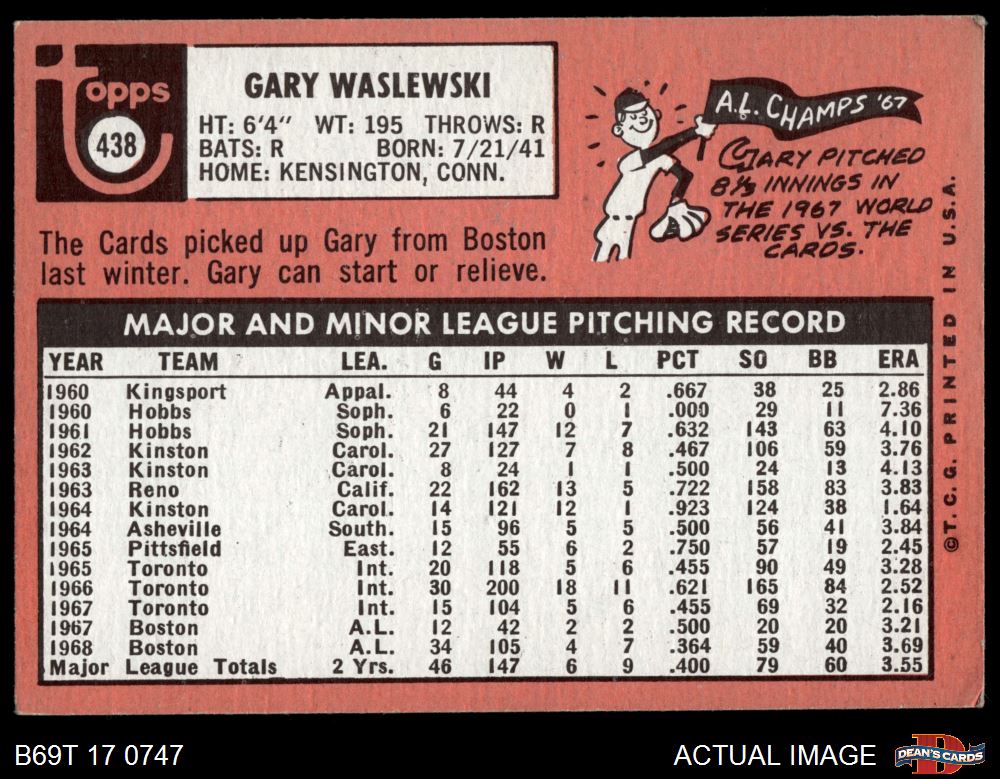 Topps
438
GARY WASLEWSKI
HT: 6'4" WT: 195 THROWS: R
BATS: R BORN: 7/21/41
HOME: KENSINGTON, CONN.
The Cards picked up Gary from Boston
last winter. Gary can start or relieve.
A.L. CHAMPS '67
GARY PITCHED
8⅓ INNINGS IN
THE 1967 WORLD
SERIES VS. THE
CARDS.
MAJOR AND MINOR LEAGUE PITCHING RECORD
YEAR TEAM LEA. G IP W L PCT SO BB ERA
1960 Kingsport Appal. 8 44 4 2 .667 38 25 2.86
1960 Hobbs Soph. 6 22 0 1 .000 29 11 7.36
1961 Hobbs Soph. 21 147 12 7 .632 143 63 4.10
1962 Kinston Carol. 27 127 7 8 .467 106 59 3.76
1963 Kinston Carol. 8 24 1 1 .500 24 13 4.13
1963 Reno Calif. 22 162 13 5 .722 158 83 3.83
1964 Kinston Carol. 14 121 12 1 .923 124 38 1.64
1964 Asheville South. 15 96 5 5 .500 56 41 3.84
1965 Pittsfield East. 12 55 6 2 .750 57 19 2.45
1965 Toronto Int. 20 118 5 6 .455 90 49 3.28
1966 Toronto Int. 30 200 18 11 .621 165 84 2.52
1967 Toronto Int. 15 104 5 6 .455 69 32 2.16
1967 Boston A.L. 12 42 2 2 .500 20 20 3.21
1968 Boston A.L. 34 105 4 7 .364 59 40 3.69
Major League Totals 2 Yrs. 46 147 6 9 .400 79 60 3.55
©T.C.G. PRINTED IN U.S.A.
B69T 17 0747
ACTUAL IMAGE
DEAN'S CARDS